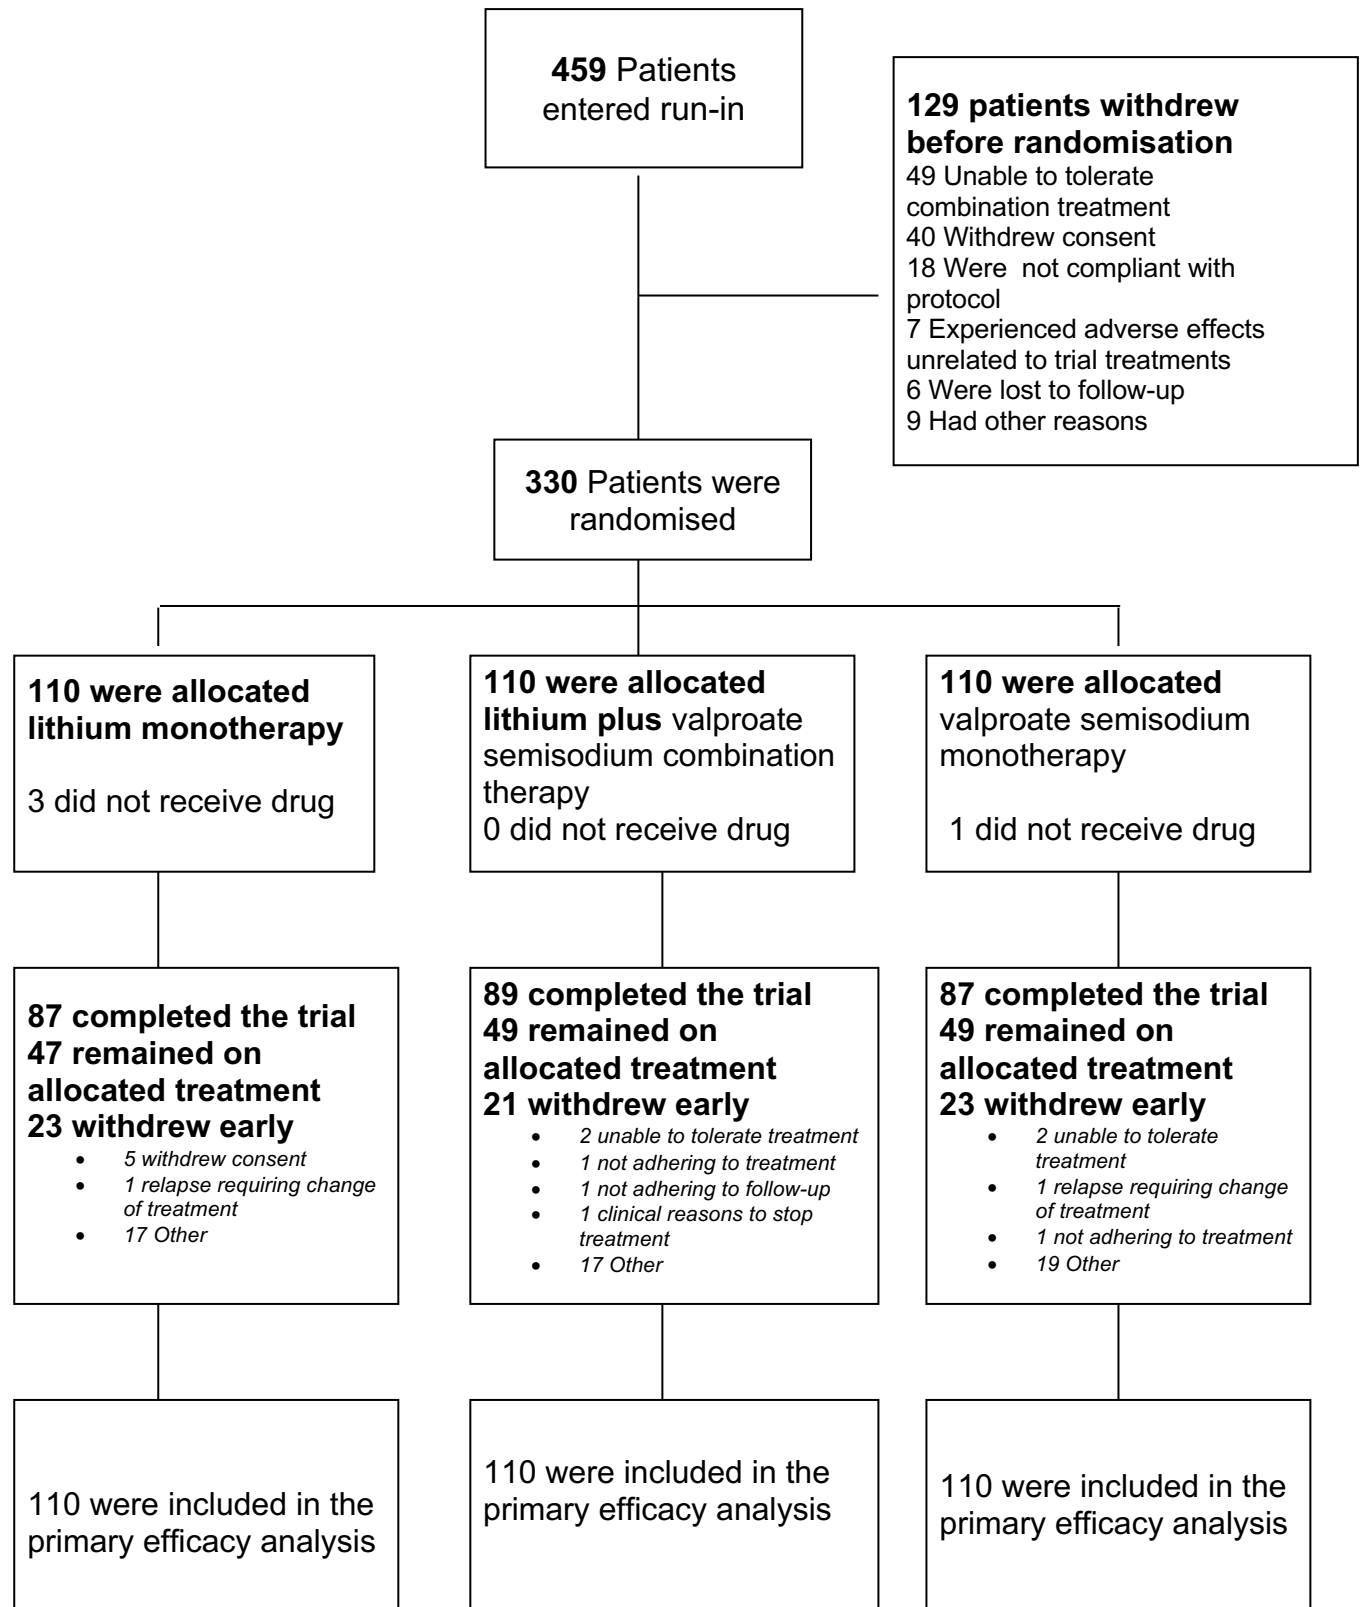 459 Patients
entered run-in
129 patients withdrew
before randomisation
49 Unable to tolerate
combination treatment
40 Withdrew consent
18 Were  not compliant with
protocol
7 Experienced adverse effects
unrelated to trial treatments
6 Were lost to follow-up
9 Had other reasons
330 Patients were
randomised
110 were allocated
lithium monotherapy
3 did not receive drug
110 were allocated
lithium plus valproate
semisodium combination
therapy
0 did not receive drug
110 were allocated
valproate semisodium
monotherapy
1 did not receive drug
87 completed the trial
47 remained on
allocated treatment
23 withdrew early
• 5 withdrew consent
• 1 relapse requiring change
of treatment
• 17 Other
89 completed the trial
49 remained on
allocated treatment
21 withdrew early
• 2 unable to tolerate treatment
• 1 not adhering to treatment
• 1 not adhering to follow-up
• 1 clinical reasons to stop
treatment
• 17 Other
87 completed the trial
49 remained on
allocated treatment
23 withdrew early
• 2 unable to tolerate
treatment
• 1 relapse requiring change
of treatment
• 1 not adhering to treatment
• 19 Other
110 were included in the
primary efficacy analysis
110 were included in the
primary efficacy analysis
110 were included in the
primary efficacy analysis